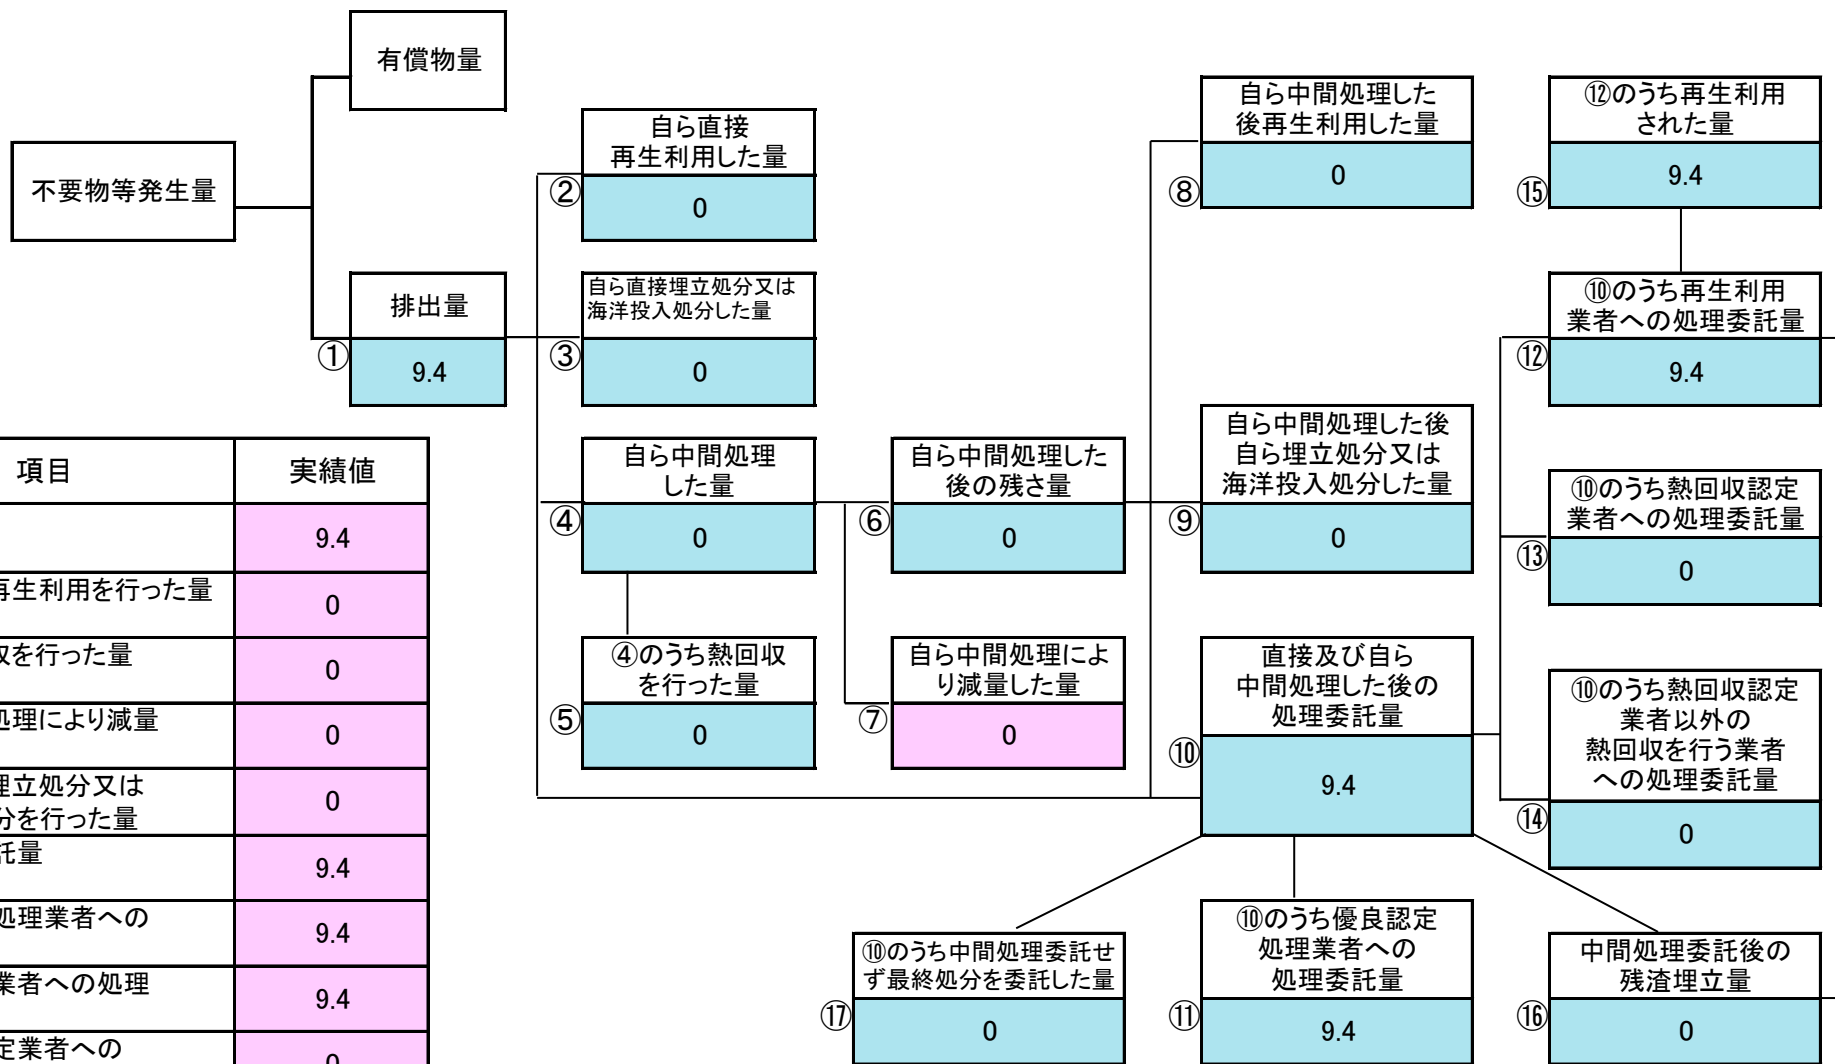 有償物量
不要物等発生量
排出量
①
9.4
自ら直接
再生利用した量
②
0
自ら直接埋立処分又は
海洋投入処分した量
③
0
自ら中間処理
した量
④
0
④のうち熱回収
を行った量
⑤
0
自ら中間処理した
後の残さ量
⑥
0
自ら中間処理によ
り減量した量
⑦
0
自ら中間処理した
後再生利用した量
⑧
0
自ら中間処理した後
自ら埋立処分又は
海洋投入処分した量
⑨
0
直接及び自ら
中間処理した後の
処理委託量
⑩
9.4
⑫のうち再生利用
された量
⑮
9.4
⑩のうち再生利用
業者への処理委託量
⑫
9.4
⑩のうち熱回収認定
業者への処理委託量
⑬
0
⑩のうち熱回収認定
業者以外の
熱回収を行う業者
への処理委託量
⑭
0
⑩のうち中間処理委託せ
ず最終処分を委託した量
⑰
0
⑩のうち優良認定
処理業者への
処理委託量
⑪
9.4
中間処理委託後の
残渣埋立量
⑯
0
項目 実績値
9.4
再生利用を行った量 0
収を行った量 0
処理により減量 0
埋立処分又は
分を行った量 0
託量 9.4
処理業者への 9.4
業者への処理 9.4
定業者への 0